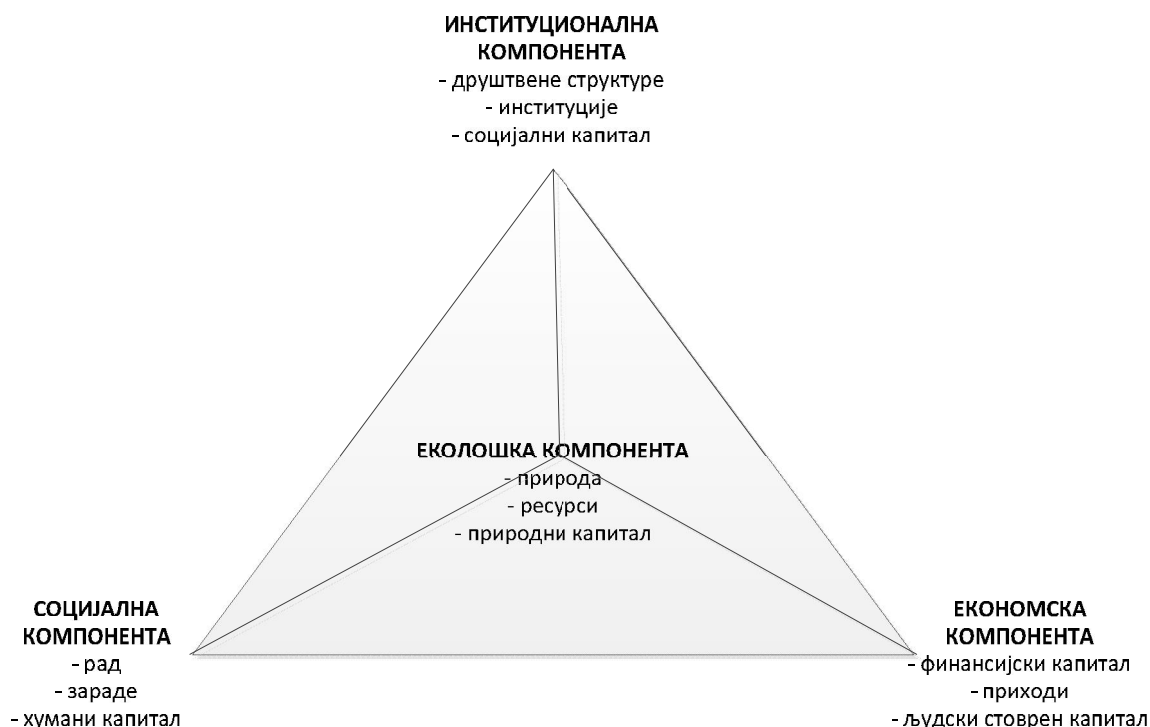 ИНСТИТУЦИОНАЛНА
КОМПОНЕНТА
- друштвене структуре
- институције
- социјални капитал
ЕКОЛОШКА КОМПОНЕНТА
- природа
- ресурси
- природни капитал
СОЦИЈАЛНА
КОМПОНЕНТА
- рад
- зараде
- хумани капитал
ЕКОНОМСКА
КОМПОНЕНТА
- финансијски капитал
- приходи
- људски стоврен капитал